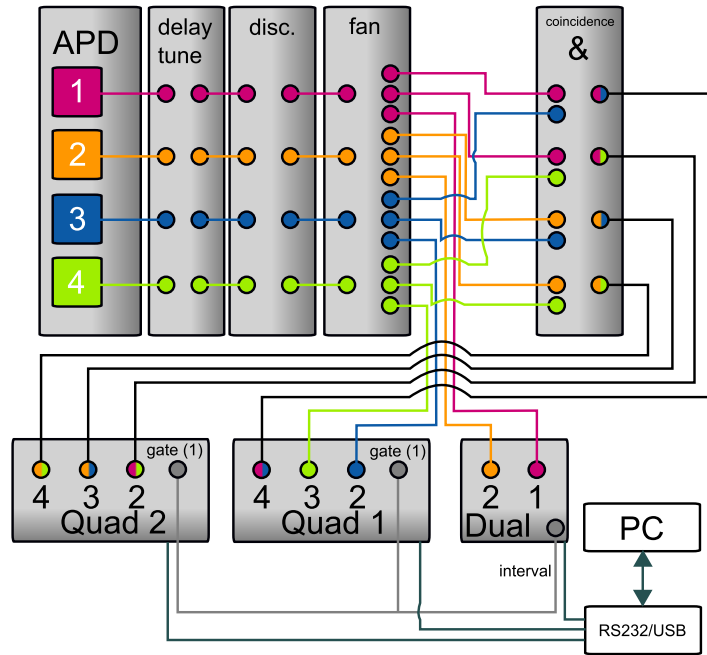 APD
delay
tune
disc.
fan
coincidence
&
1
2
3
4
gate (1)
4
3
2
Quad 2
gate (1)
4
3
2
Quad 1
2
1
Dual
interval
PC
RS232/USB